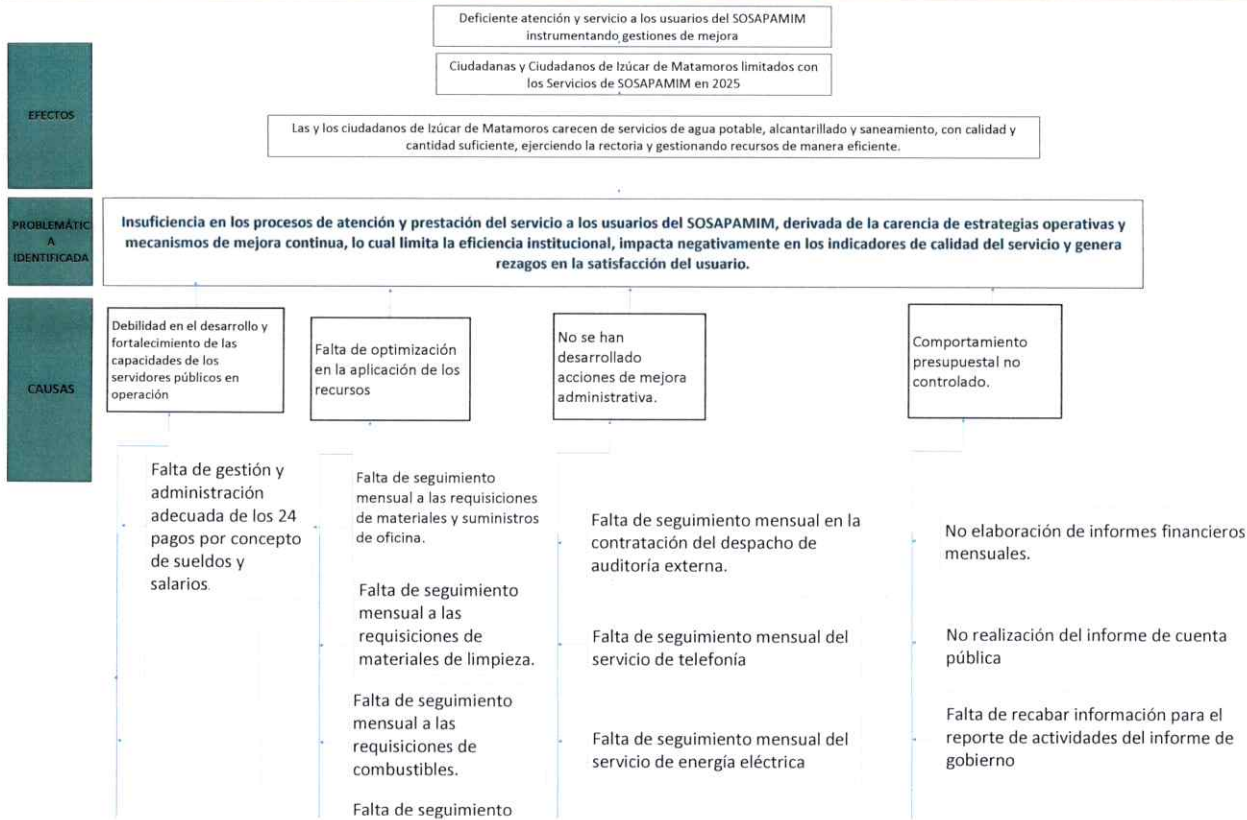 Deficiente atención y servicio a los usuarios del SOSAPAMIM
instrumentando gestiones de mejora
Ciudadanas y Ciudadanos de Izúcar de Matamoros limitados con
los Servicios de SOSAPAMIM en 2025
EFECTOS
Las y los ciudadanos de Izúcar de Matamoros carecen de servicios de agua potable, alcantarillado y saneamiento, con calidad y
cantidad suficiente, ejerciendo la rectoria y gestionando recursos de manera eficiente.
PROBLEMÁTIC
A
IDENTIFICADA
Insuficiencia en los procesos de atención y prestación del servicio a los usuarios del SOSAPAMIM, derivada de la carencia de estrategias operativas y
mecanismos de mejora continua, lo cual limita la eficiencia institucional, impacta negativamente en los indicadores de calidad del servicio y genera
rezagos en la satisfacción del usuario.
CAUSAS
Debilidad en el desarrollo y
fortalecimiento de las
capacidades de los
servidores públicos en
operación
Falta de optimización
en la aplicación de los
recursos
No se han
desarrollado
acciones de mejora
administrativa.
Comportamiento
presupuestal no
controlado.
Falta de gestión y
administración
adecuada de los 24
pagos por concepto
de sueldos y
salarios.
Falta de seguimiento
mensual a las requisiciones
de materiales y suministros
de oficina.
Falta de seguimiento
mensual a las
requisiciones de
materiales de limpieza.
Falta de seguimiento
mensual a las
requisiciones de
combustibles.
Falta de seguimiento
Falta de seguimiento mensual en la
contratación del despacho de
auditoría externa.
Falta de seguimiento mensual del
servicio de telefonía
Falta de seguimiento mensual del
servicio de energía eléctrica
No elaboración de informes financieros
mensuales.
No realización del informe de cuenta
pública
Falta de recabar información para el
reporte de actividades del informe de
gobierno